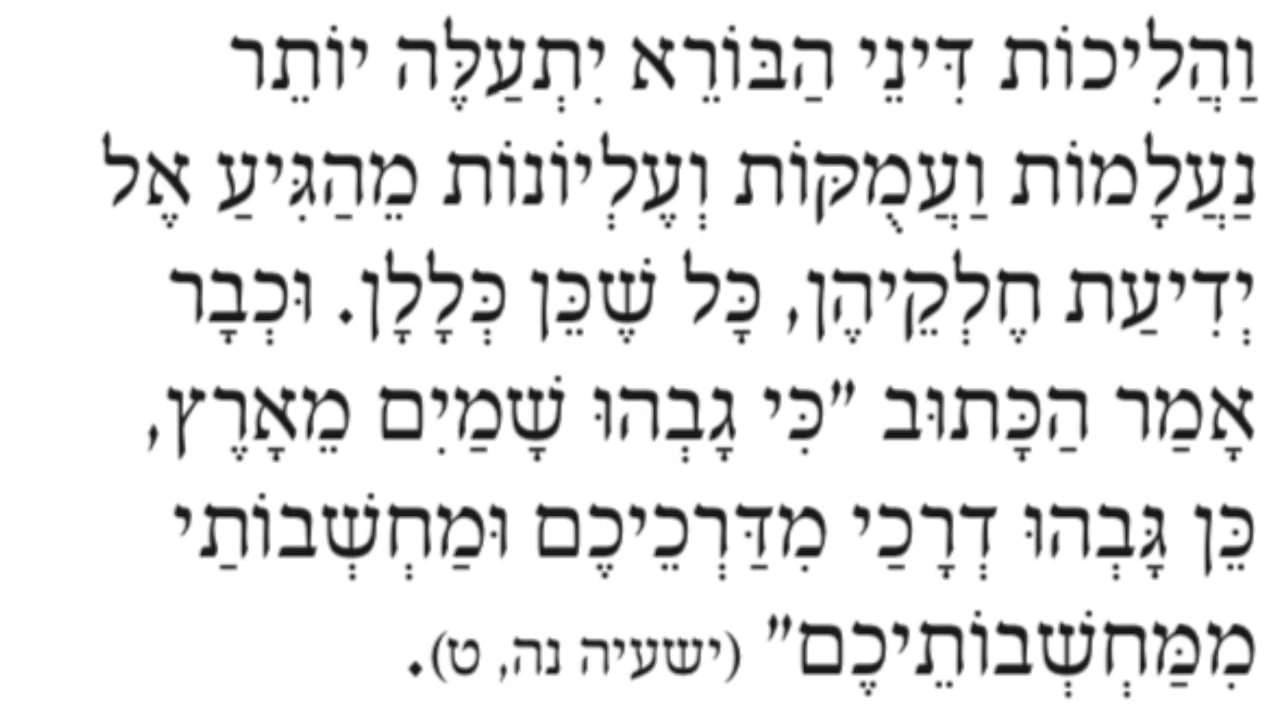 וַהֲלִיכוֹת דִּינֵי הַבּוֹרֵא יִתְעַלֶּה יוֹתֵר
נַעֲלָמוֹת וַעֲמֻקּוֹת וְעֶלְיוֹנוֹת מֵהַגִּיעַ אֶל
יְדִיעַת חֶלְקֵיהֶן, כָּל שֶׁכֵּן כְּלָלָן. וּכְבָר
אָמַר הַכָּתוּב "כִּי גָבְהוּ שָׁמַיִם מֵאָרֶץ,
כֵּן גָּבְהוּ דְרָכַי מִדַּרְכֵיכֶם וּמַחְשְׁבוֹתַי
מִמַּחְשְׁבוֹתֵיכֶם" (ישעיה נה, ט).